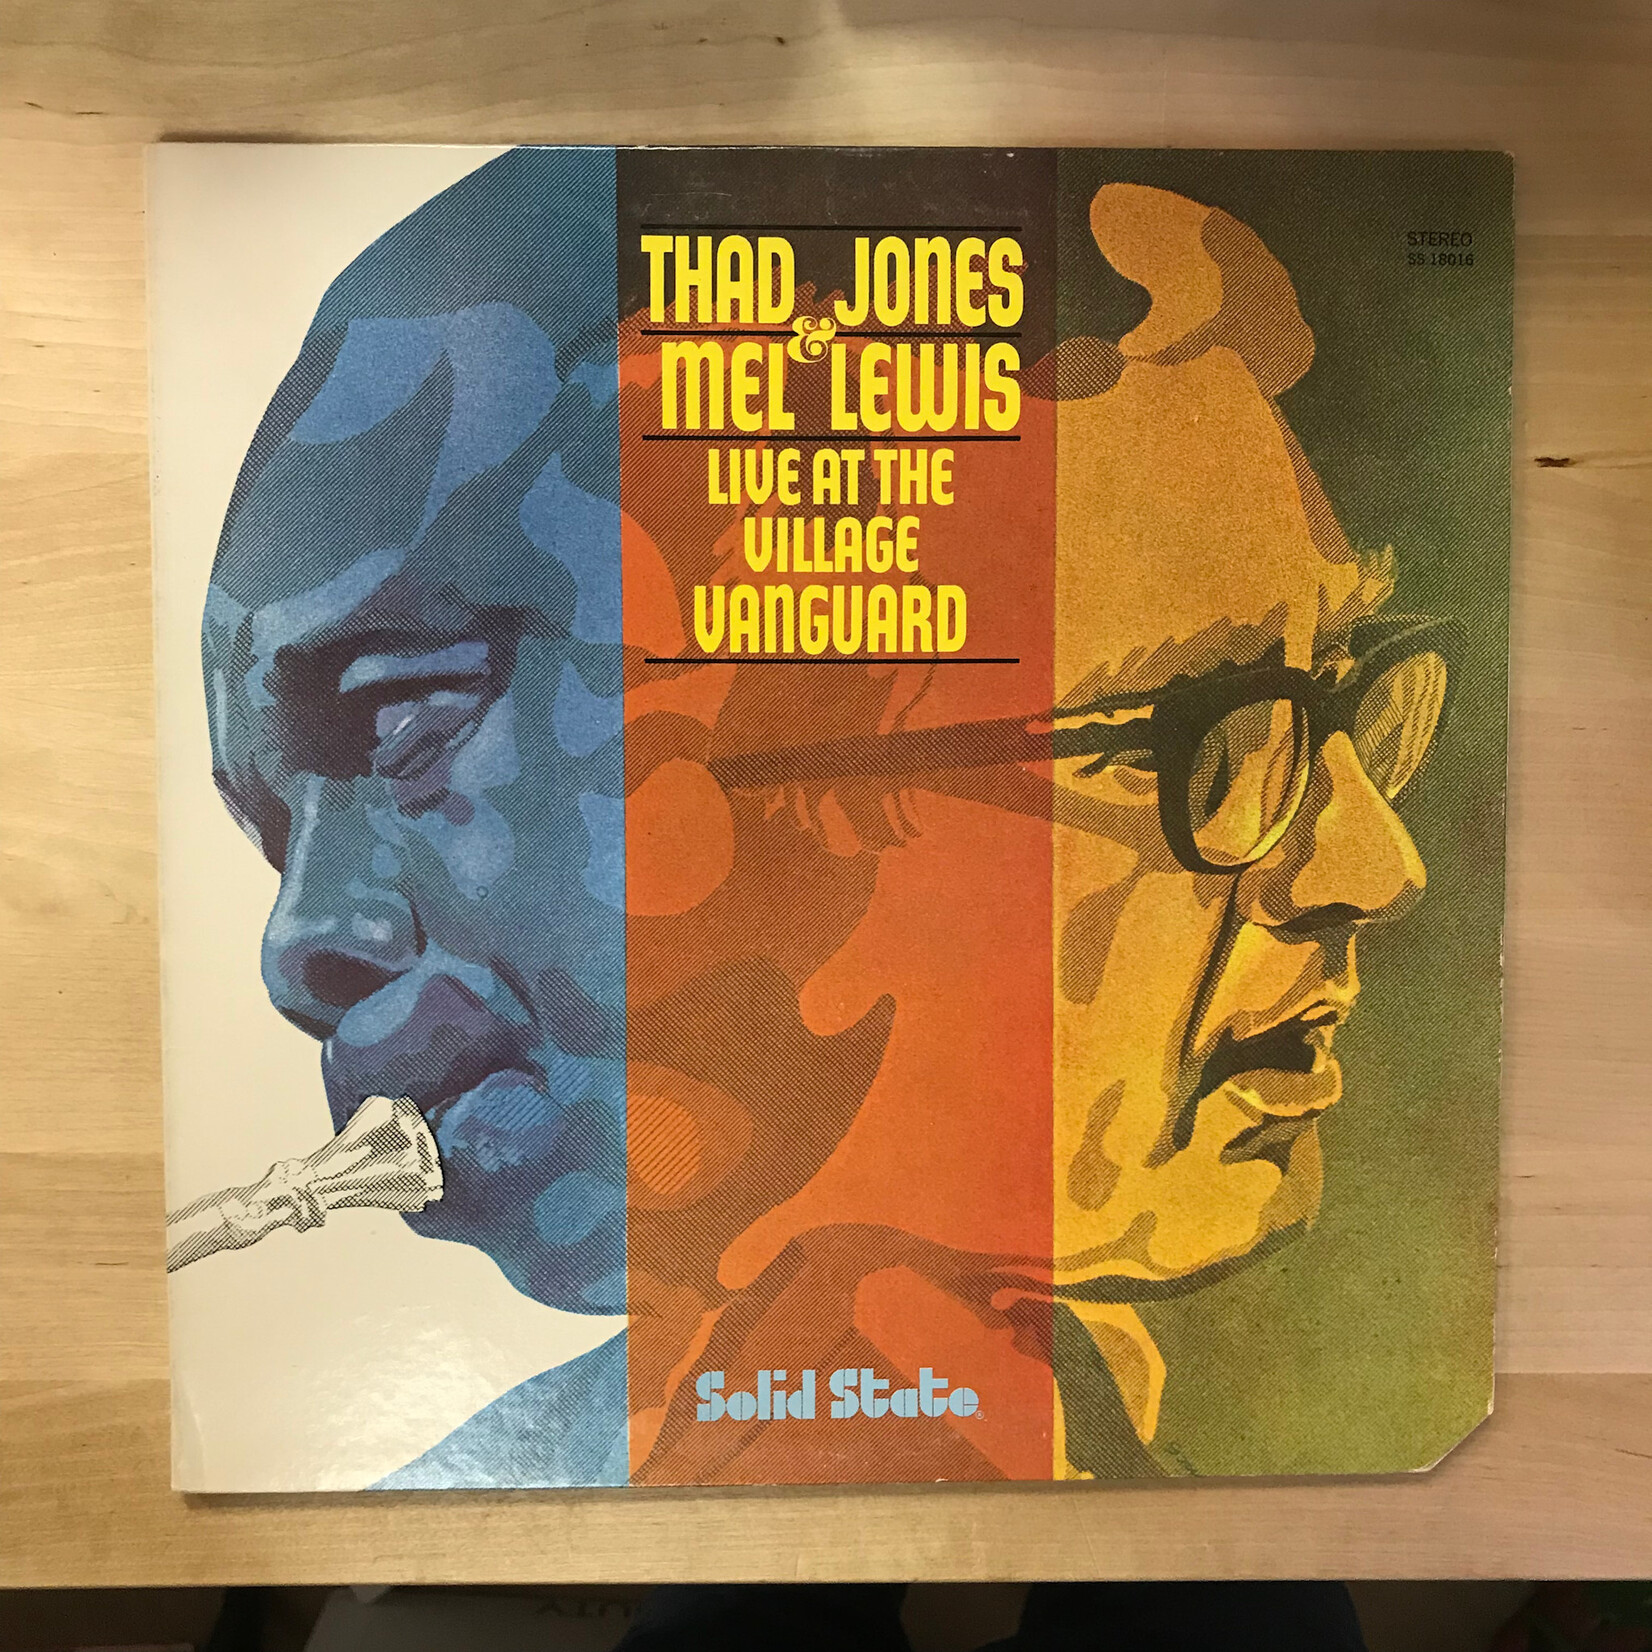 THAD JONES
&
MEL LEWIS
LIVE AT THE
VILLAGE
VANGUARD
STEREO
SS 18016
Solid State®